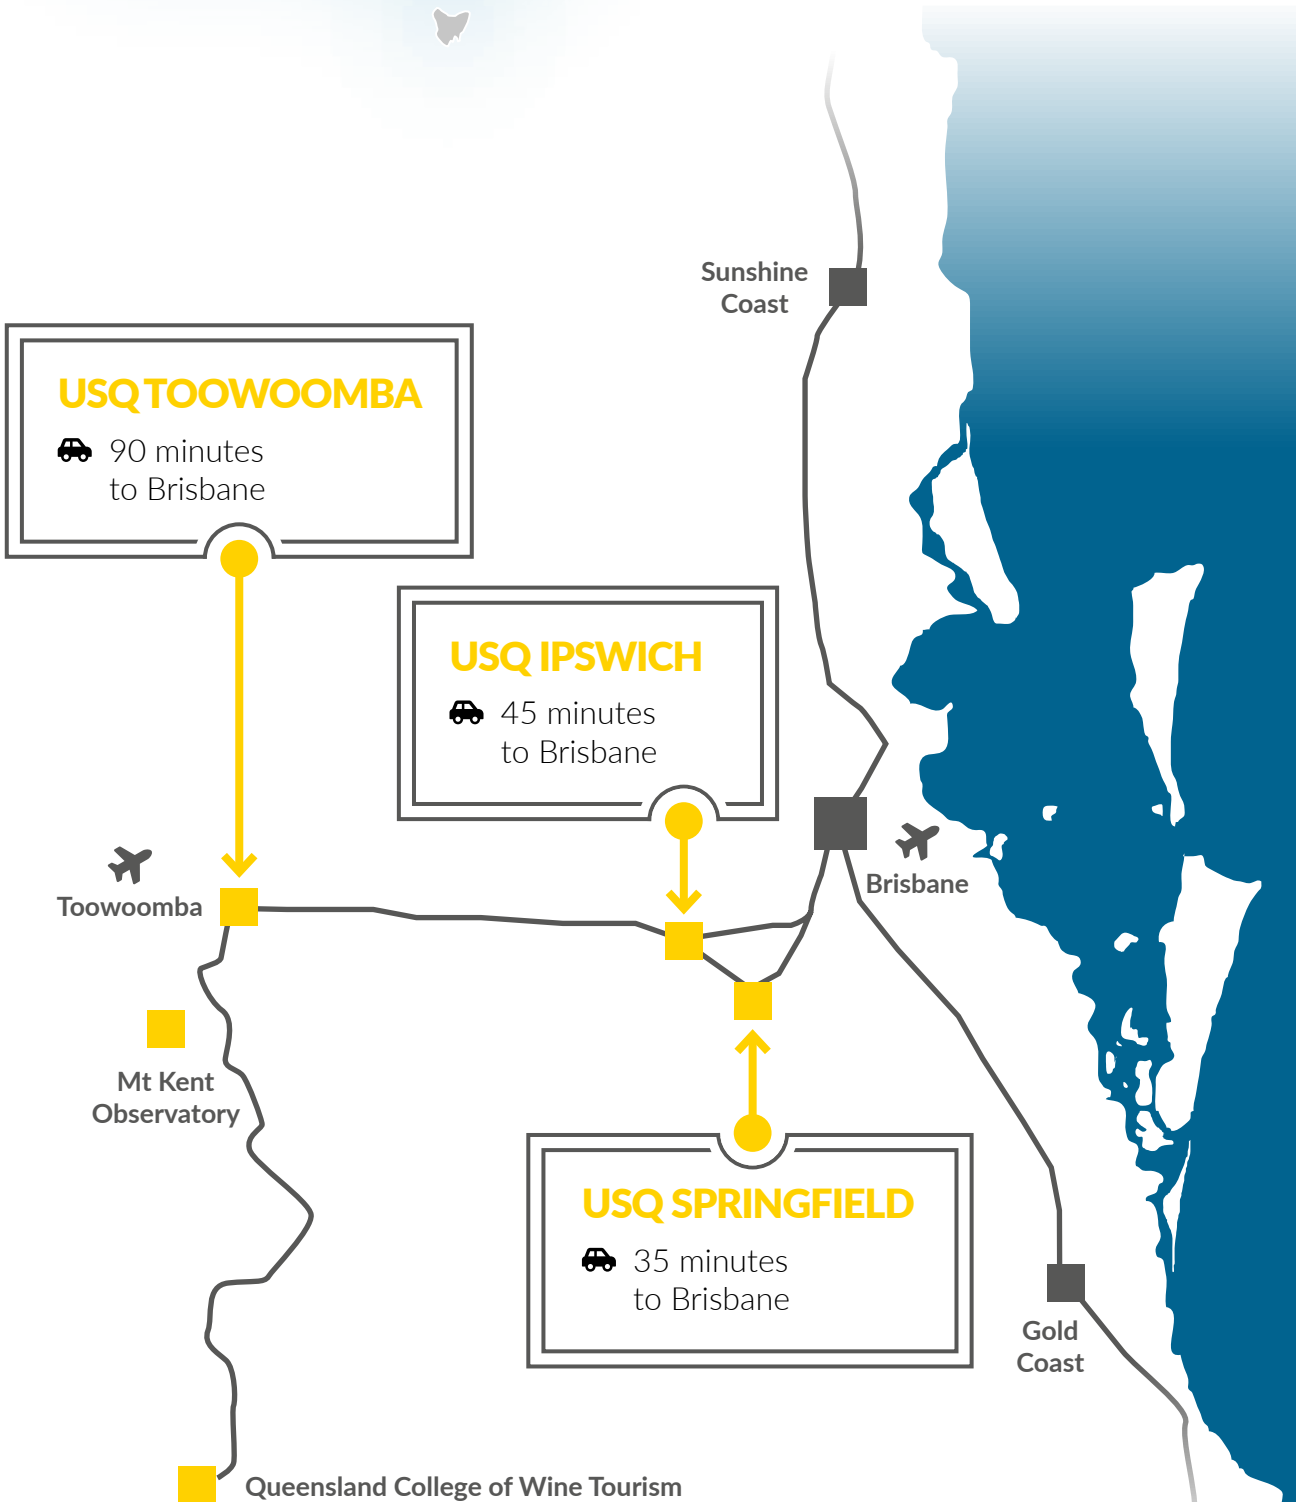 Sunshine
Coast
USQ TOOWOOMBA
90 minutes
to Brisbane
USQ IPSWICH
45 minutes
to Brisbane
Toowoomba
Brisbane
Mt Kent
Observatory
USQ SPRINGFIELD
35 minutes
to Brisbane
Gold
Coast
Queensland College of Wine Tourism